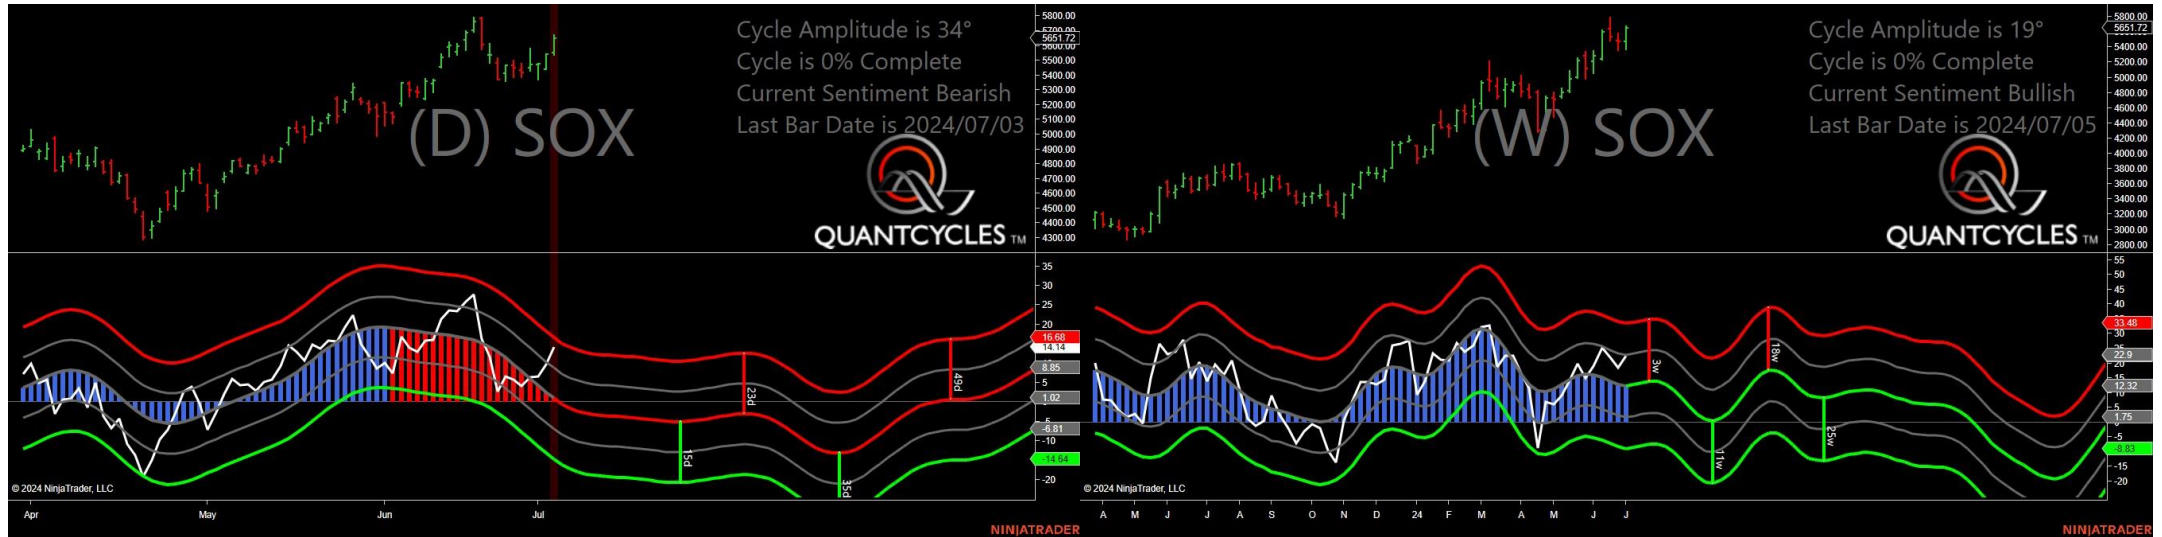 Cycle Amplitude is 34°
Cycle is 0% Complete
Current Sentiment Bearish
Last Bar Date is 2024/07/03
(D) SOX
QUANTCYCLES TM
5800.00
5700.00
5651.72
5600.00
5500.00
5400.00
5300.00
5200.00
5100.00
5000.00
4900.00
4800.00
4700.00
4600.00
4500.00
4400.00
4300.00
35
30
25
20
16.68
14.14
8.85
5
1.02
-5
-6.81
-10
-14.64
-20
23d
49d
15d
35d
© 2024 NinjaTrader, LLC
Apr May Jun Jul
NINJATRADER
Cycle Amplitude is 19°
Cycle is 0% Complete
Current Sentiment Bullish
Last Bar Date is 2024/07/05
(W) SOX
QUANTCYCLES TM
5800.00
5651.72
5400.00
5200.00
5000.00
4800.00
4600.00
4400.00
4200.00
4000.00
3800.00
3600.00
3400.00
3200.00
3000.00
2800.00
55
50
45
40
33.48
25
22.9
15
12.32
5
1.75
-5
-8.83
-15
-20
3w
18w
11w
25w
© 2024 NinjaTrader, LLC
A M J J A S O N D 24 F M A M J J
NINJATRADER